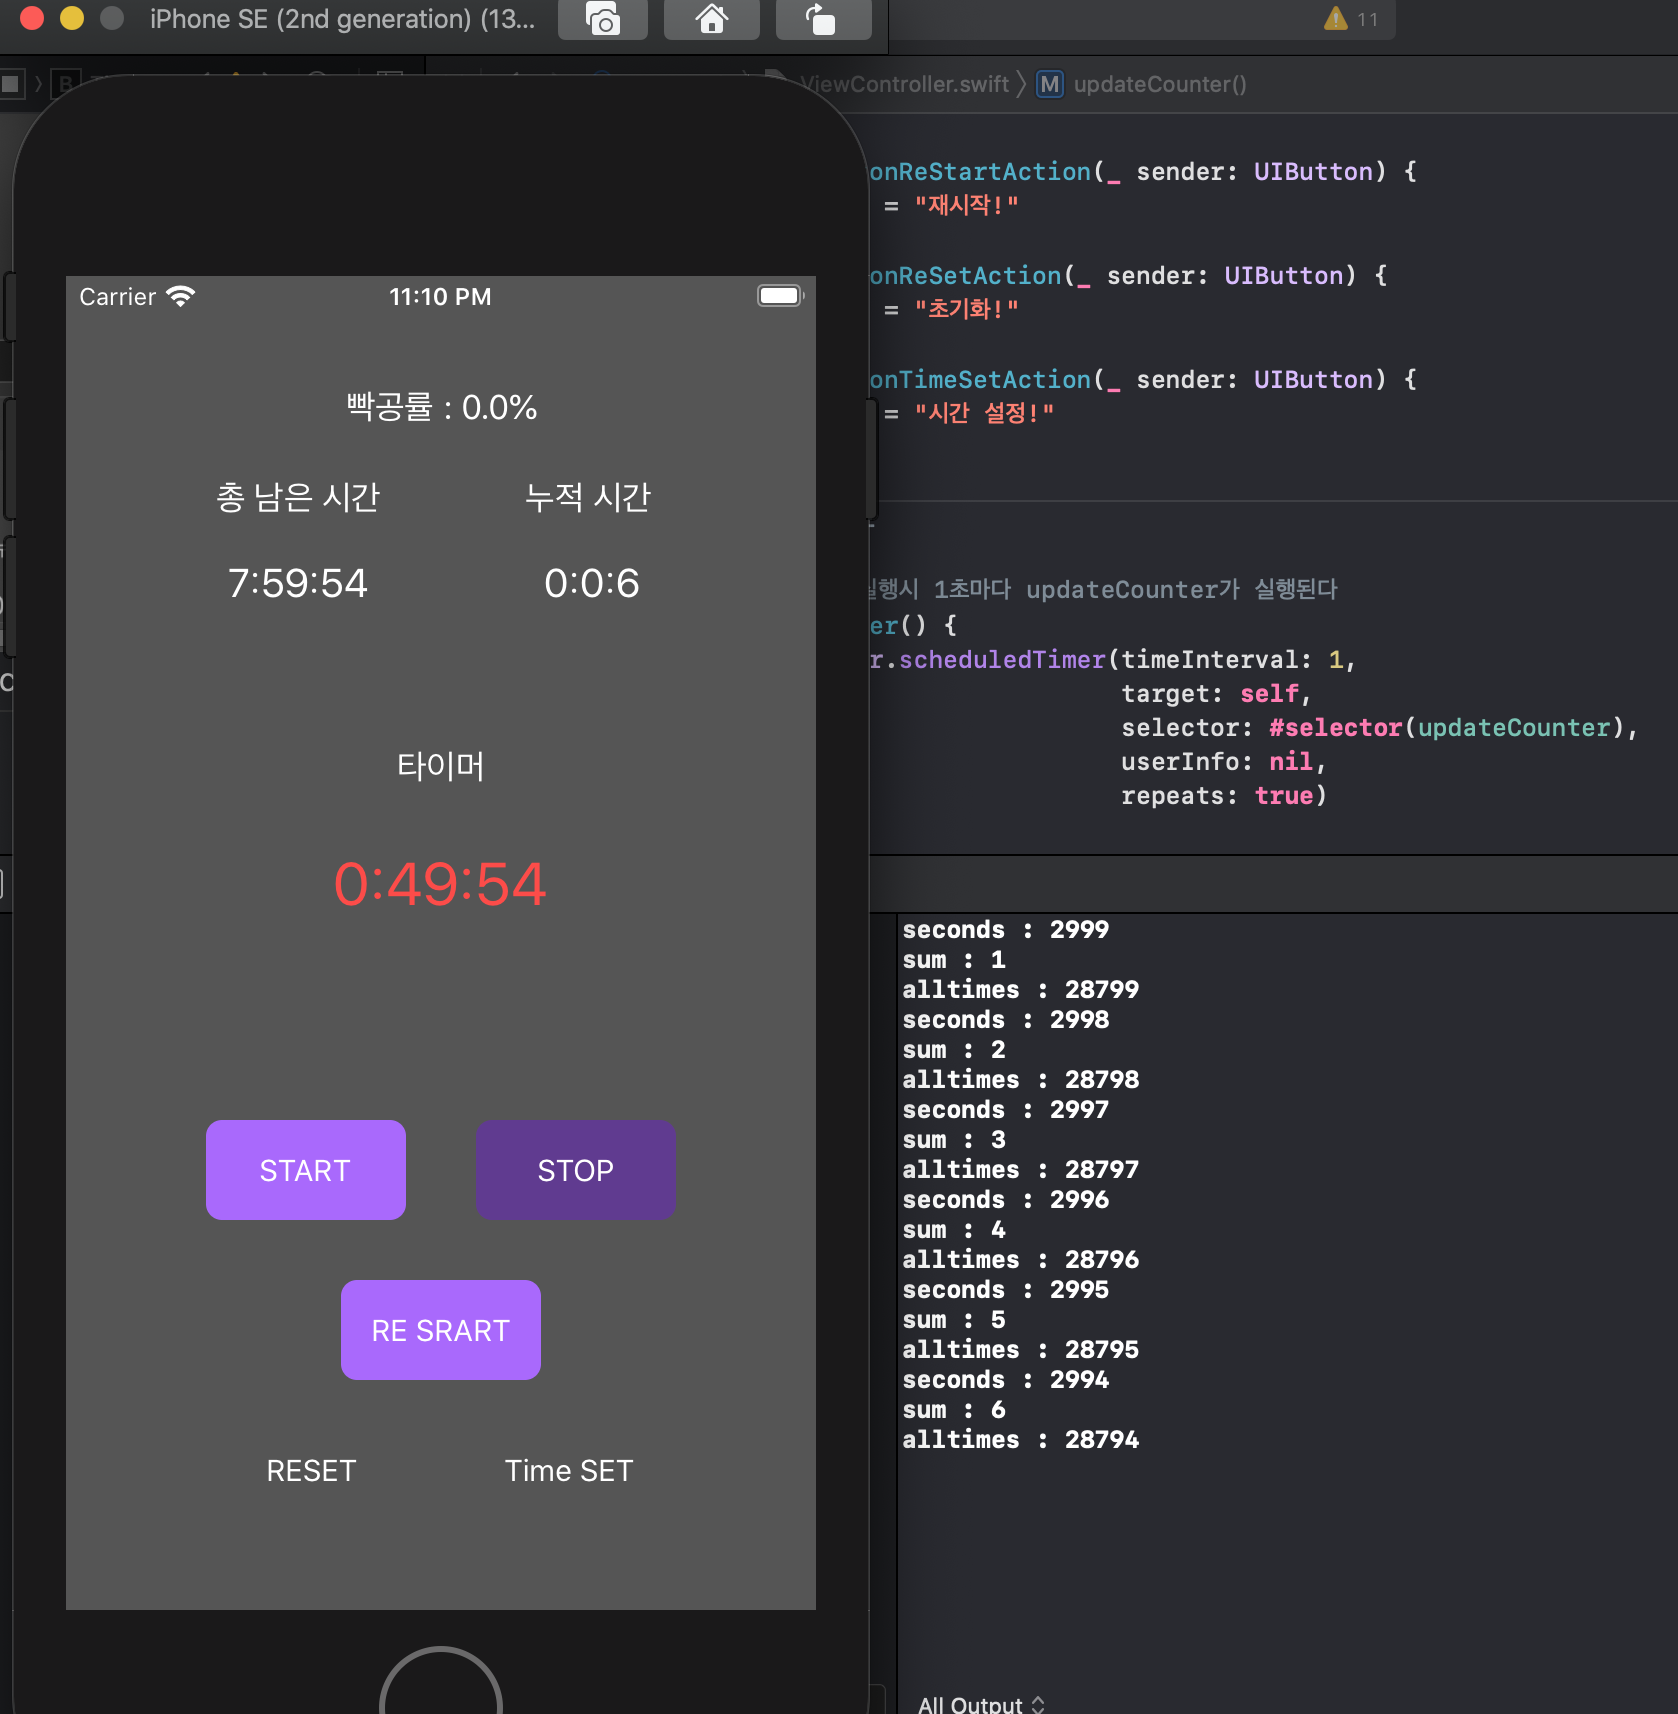 iPhone SE (2nd generation) (13...
11
ViewController.swift
M updateCounter()
onReStartAction(_ sender: UIButton) {
= "재시작!"
onReSetAction(_ sender: UIButton) {
= "초기화!"
onTimeSetAction(_ sender: UIButton) {
= "시간 설정!"
실행시 1초마다 updateCounter가 실행된다
er() {
r.scheduledTimer(timeInterval: 1,
target: self,
selector: #selector(updateCounter),
userInfo: nil,
repeats: true)
Carrier
11:10 PM
빡공률 : 0.0%
총 남은 시간
누적 시간
7:59:54
0:0:6
타이머
0:49:54
START
STOP
RE SRART
RESET
Time SET
seconds : 2999
sum : 1
alltimes : 28799
seconds : 2998
sum : 2
alltimes : 28798
seconds : 2997
sum : 3
alltimes : 28797
seconds : 2996
sum : 4
alltimes : 28796
seconds : 2995
sum : 5
alltimes : 28795
seconds : 2994
sum : 6
alltimes : 28794
All Output